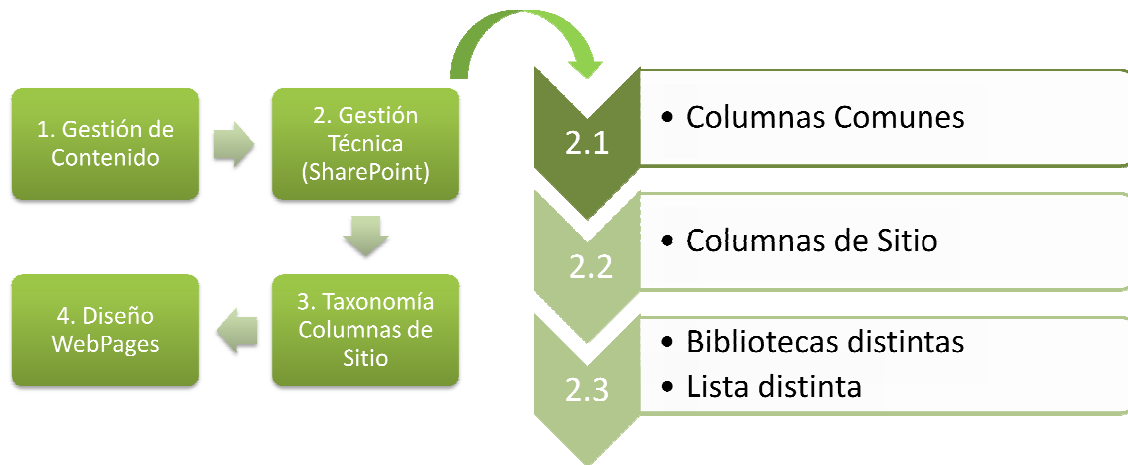 1. Gestión de
Contenido
2. Gestión
Técnica
(SharePoint)
3. Taxonomía
Columnas de
Sitio
4. Diseño
WebPages
2.1
• Columnas Comunes
2.2
• Columnas de Sitio
2.3
• Bibliotecas distintas
• Lista distinta